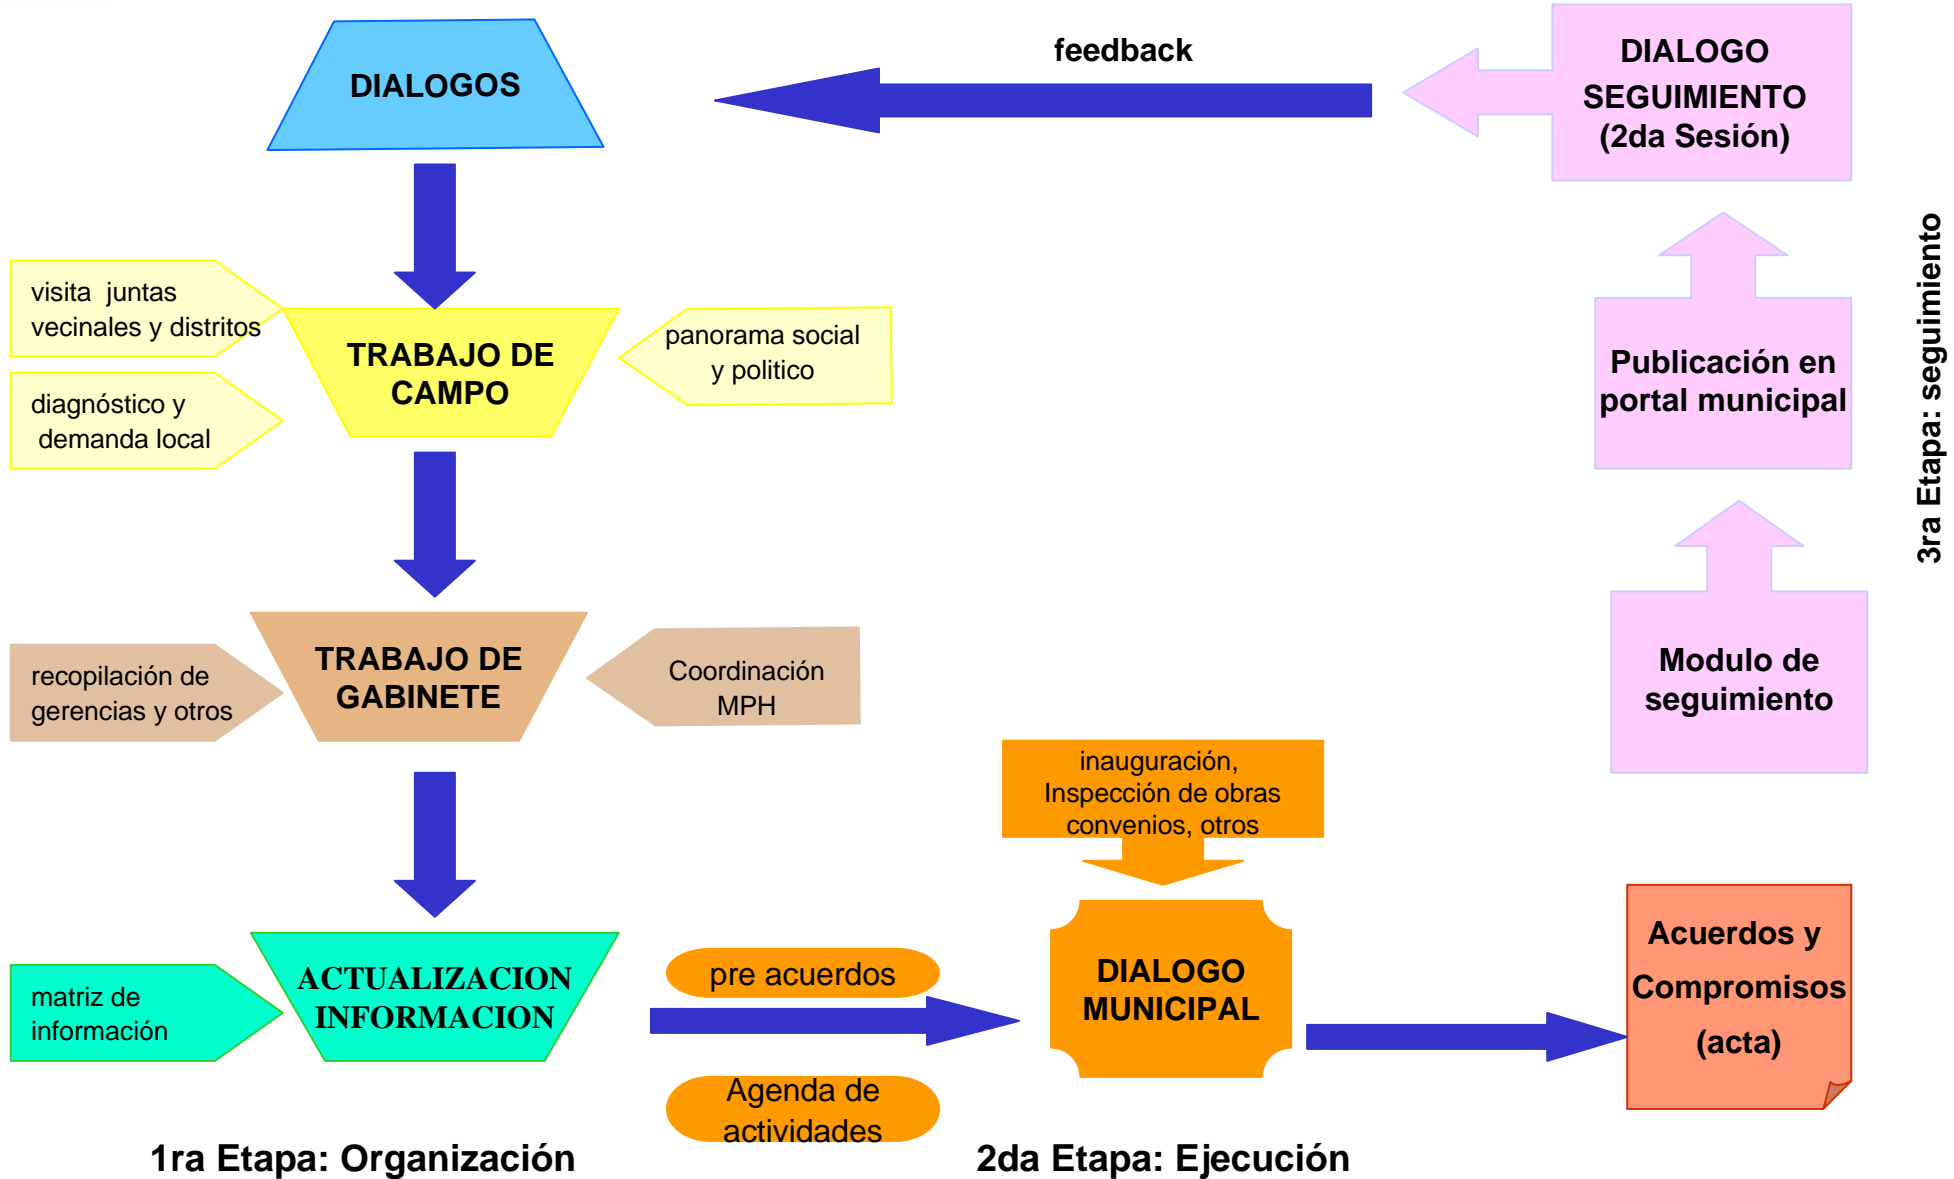 DIALOGOS
feedback
DIALOGO
SEGUIMIENTO
(2da Sesión)
visita juntas
vecinales y distritos
diagnóstico y
demanda local
TRABAJO DE
CAMPO
panorama social
y politico
Publicación en
portal municipal
3ra Etapa: seguimiento
recopilación de
gerencias y otros
TRABAJO DE
GABINETE
Coordinación
MPH
Modulo de
seguimiento
inauguración,
Inspección de obras
convenios, otros
matriz de
información
ACTUALIZACION
INFORMACION
pre acuerdos
Agenda de
actividades
DIALOGO
MUNICIPAL
Acuerdos y
Compromisos
(acta)
1ra Etapa: Organización
2da Etapa: Ejecución